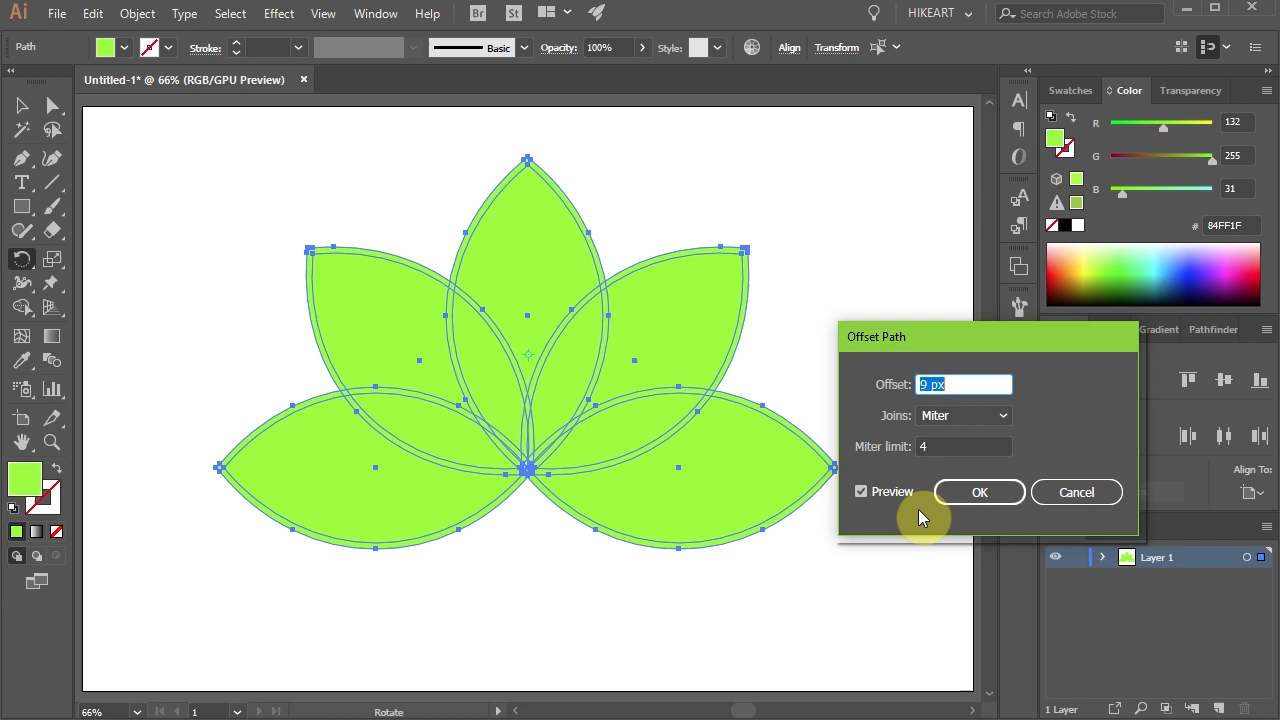 Ai File Edit Object Type Select Effect View Window Help Br St HIKEART Search Adobe Stock
Path Stroke: Basic Opacity: 100% Style: Align Transform
Untitled-1* @ 66% (RGB/GPU Preview) ×
Swatches Color Transparency
R 132
G 255
B 31
# 84FF1F
Gradient Pathfinder
Offset Path
Offset: 9 px
Joins: Miter
Miter limit: 4
Preview OK Cancel
Align To:
Layer 1
66% 1 Rotate
1 Layer